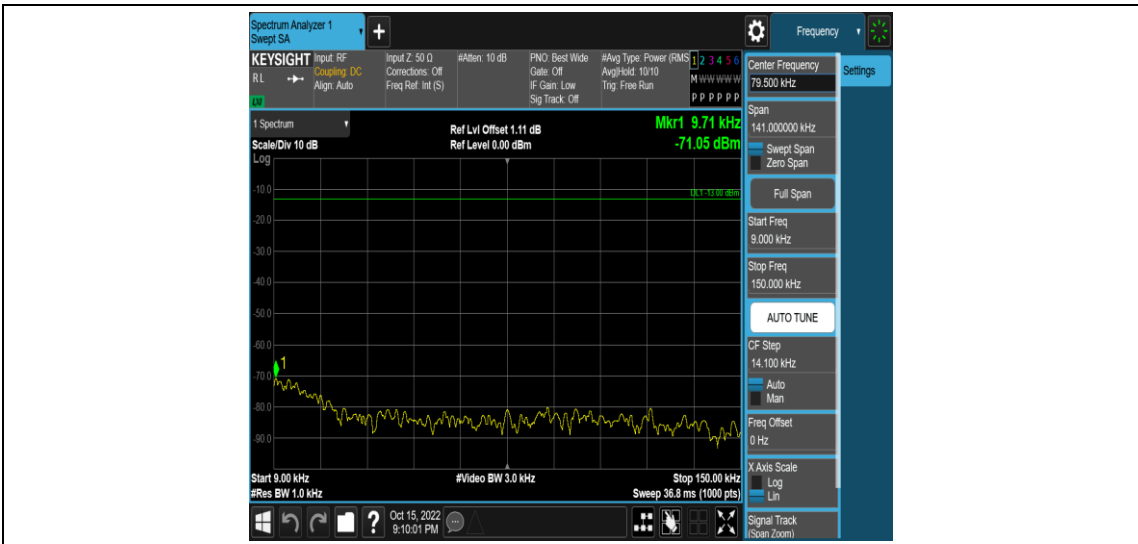 Spectrum Analyzer 1
Swept SA
+
Frequency
KEYSIGHT
RL
LXI
Input: RF
Coupling: DC
Align: Auto
Input Z: 50 Ω
Corrections: Off
Freq Ref: Int (S)
#Atten: 10 dB
PNO: Best Wide
Gate: Off
IF Gain: Low
Sig Track: Off
#Avg Type: Power (RMS
Avg|Hold: 10/10
Trig: Free Run
1 2 3 4 5 6
M W W W W W
P P P P P P
1 Spectrum
Scale/Div 10 dB
Ref Lvl Offset 1.11 dB
Ref Level 0.00 dBm
Mkr1 9.71 kHz
-71.05 dBm
Log
DL1 -13.00 dBm
-10.0
-20.0
-30.0
-40.0
-50.0
-60.0
-70.0
-80.0
-90.0
1
Start 9.00 kHz
#Res BW 1.0 kHz
#Video BW 3.0 kHz
Stop 150.00 kHz
Sweep 36.8 ms (1000 pts)
?
Oct 15, 2022
9:10:01 PM
Center Frequency
79.500 kHz
Settings
Span
141.000000 kHz
Swept Span
Zero Span
Full Span
Start Freq
9.000 kHz
Stop Freq
150.000 kHz
AUTO TUNE
CF Step
14.100 kHz
Auto
Man
Freq Offset
0 Hz
X Axis Scale
Log
Lin
Signal Track
(Span Zoom)